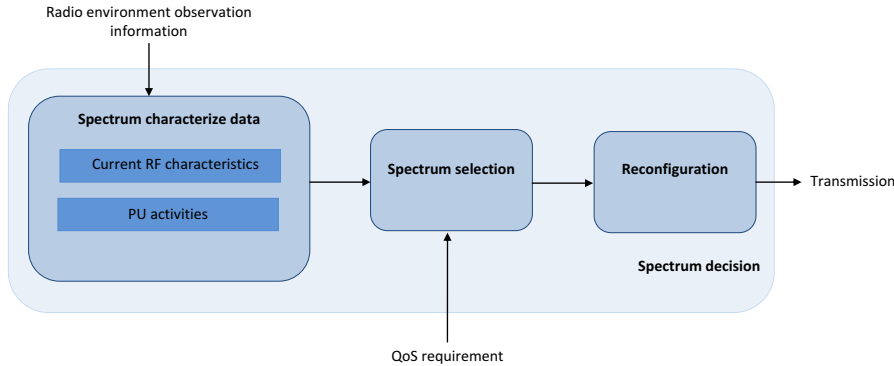 Radio environment observation
information
Spectrum characterize data
Current RF characteristics
PU activities
Spectrum selection
Reconfiguration
Transmission
Spectrum decision
QoS requirement